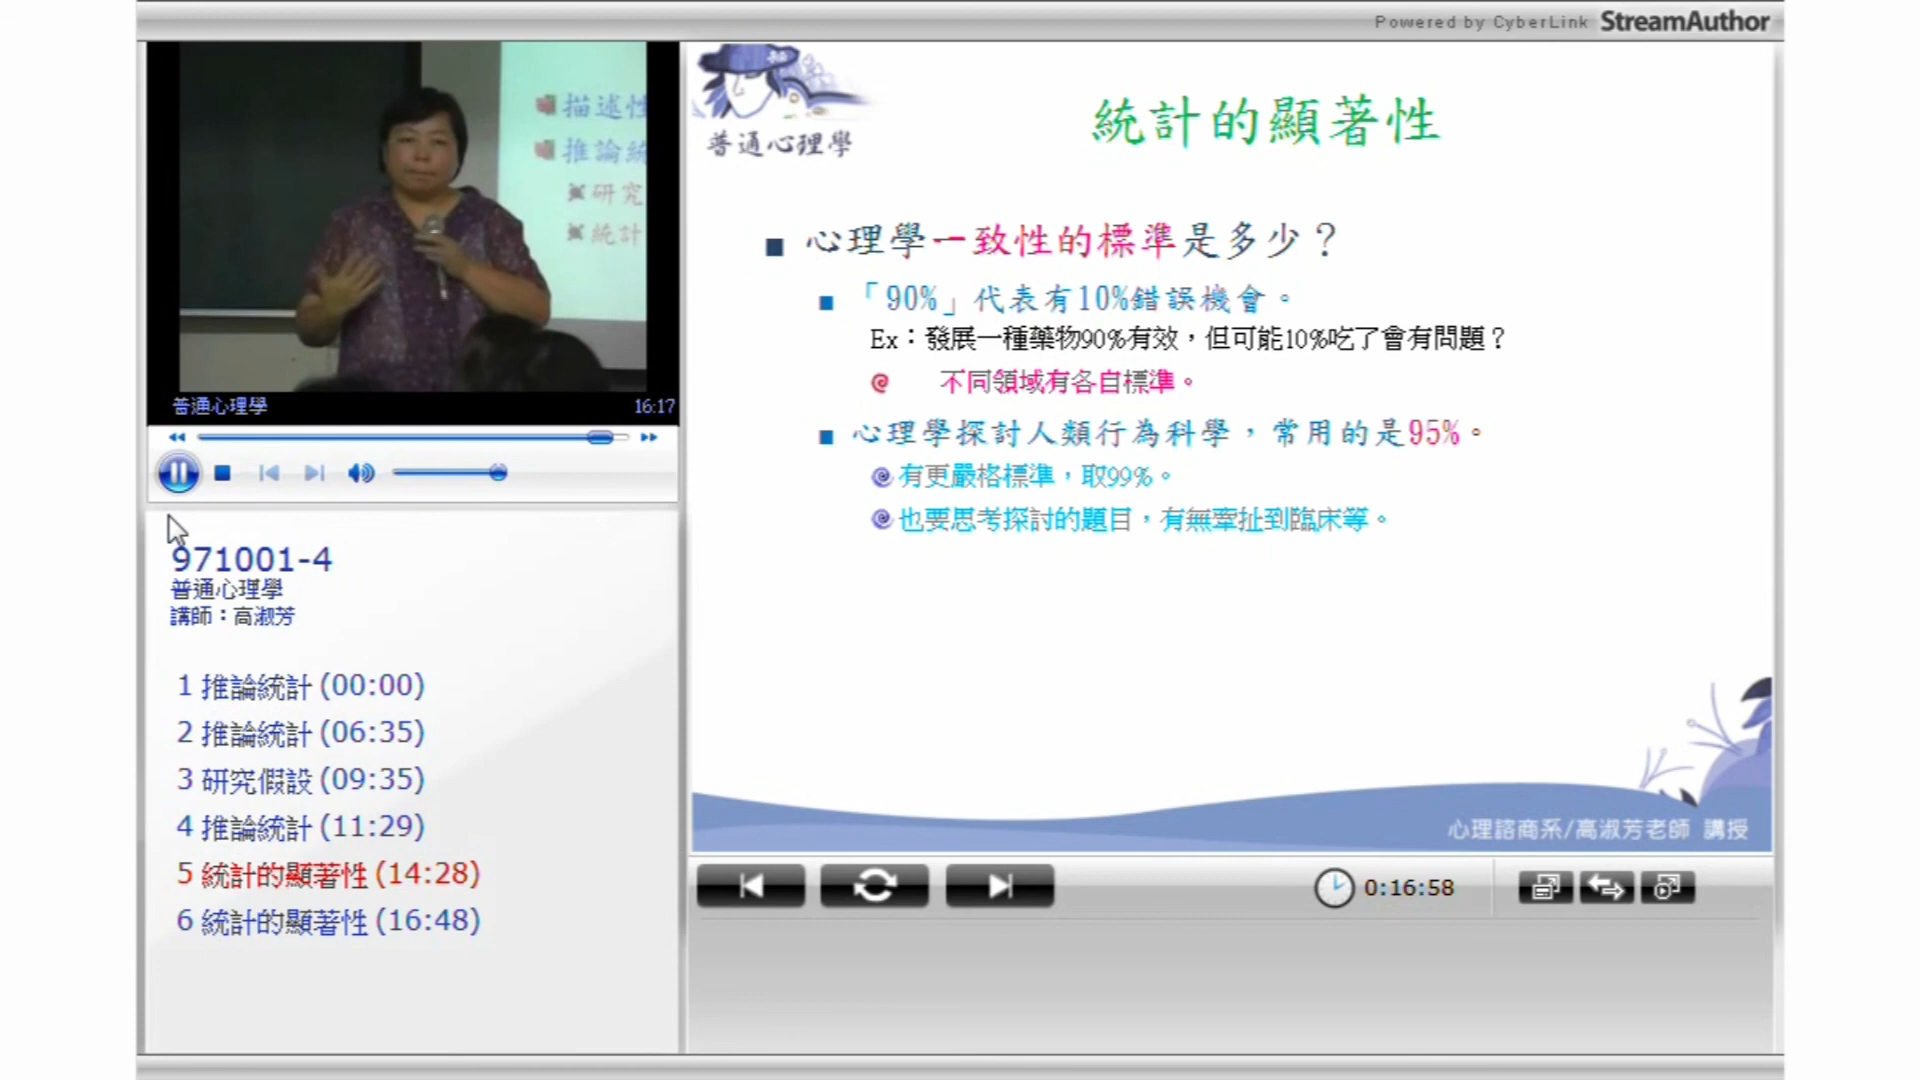 Powered by CyberLink StreamAuthor
描述性
推論統
研究
統計
普通心理學
16:17
971001-4
普通心理學
講師：高淑芳
1 推論統計 (00:00)
2 推論統計 (06:35)
3 研究假設 (09:35)
4 推論統計 (11:29)
5 統計的顯著性 (14:28)
6 統計的顯著性 (16:48)
普通心理學
統計的顯著性
心理學一致性的標準是多少？
「90%」代表有10%錯誤機會。
Ex：發展一種藥物90%有效，但可能10%吃了會有問題？
不同領域有各自標準。
心理學探討人類行為科學，常用的是95%。
有更嚴格標準，取99%。
也要思考探討的題目，有無牽扯到臨床等。
心理諮商系/高淑芳老師 講授
0:16:58